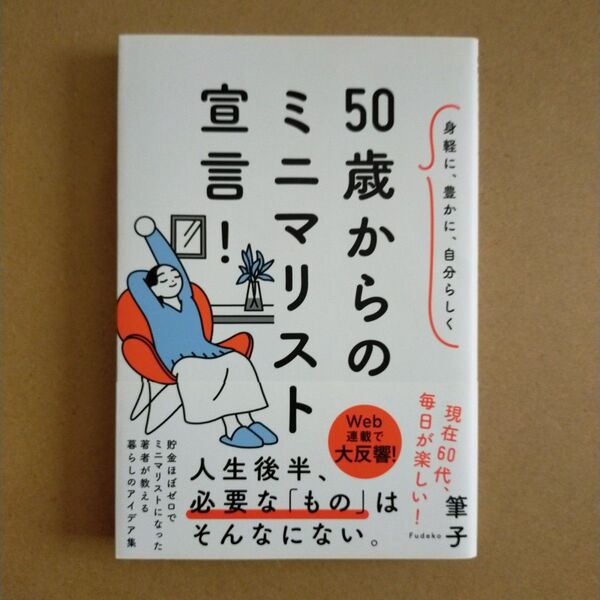 身軽に、豊かに、自分らしく
50歳からの
ミニマリスト
宣言！
現在60代、
毎日が楽しい！
筆子
Fudeko
Web
連載で
大反響！
人生後半、
必要な「もの」は
そんなにない。
貯金ほぼゼロで
ミニマリストになった
著者が教える
暮らしのアイデア集